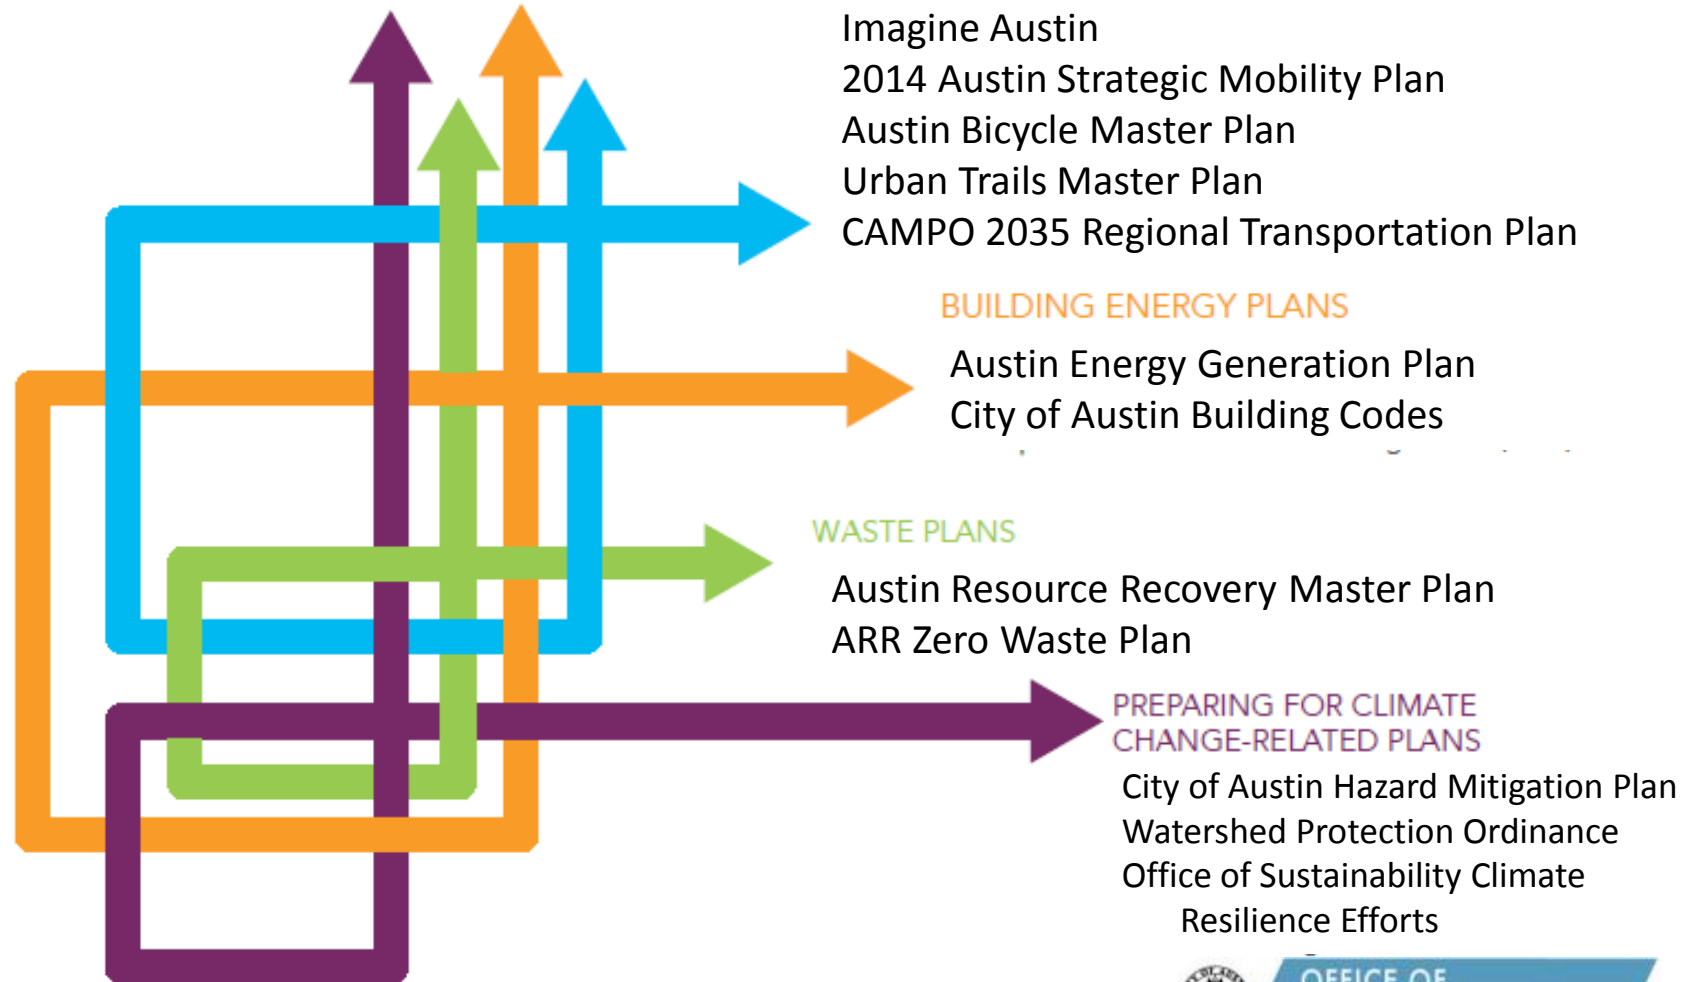 Imagine Austin
2014 Austin Strategic Mobility Plan
Austin Bicycle Master Plan
Urban Trails Master Plan
CAMPO 2035 Regional Transportation Plan
BUILDING ENERGY PLANS
Austin Energy Generation Plan
City of Austin Building Codes
WASTE PLANS
Austin Resource Recovery Master Plan
ARR Zero Waste Plan
PREPARING FOR CLIMATE
CHANGE-RELATED PLANS
City of Austin Hazard Mitigation Plan
Watershed Protection Ordinance
Office of Sustainability Climate
Resilience Efforts
OFFICE OF